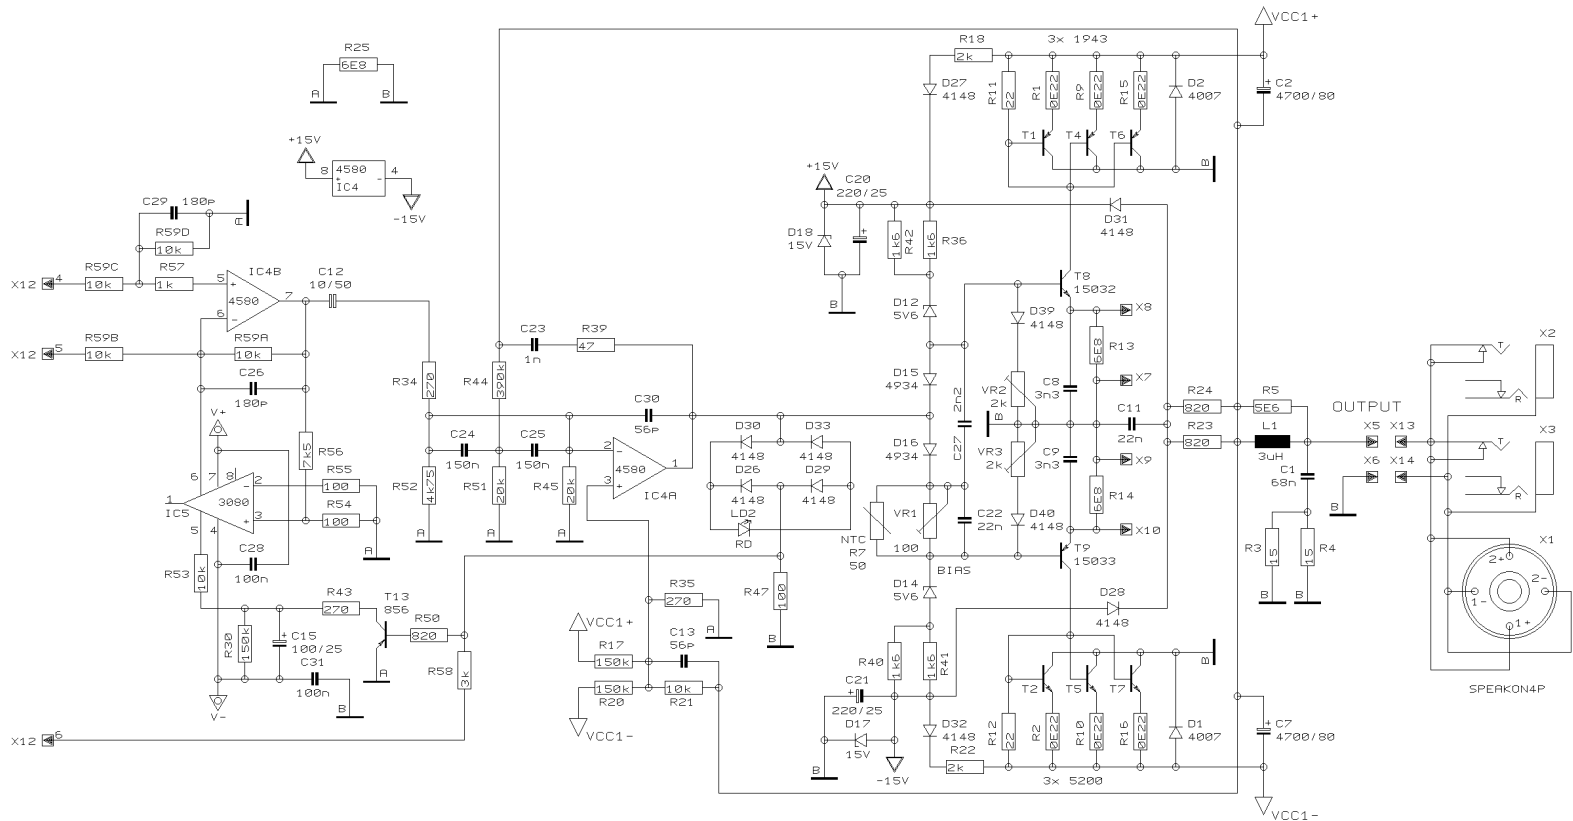 VCC1+
R18
3x 1943
2k
R25
6E8
A
B
D27
4148
R11
22
R1
0E22
R9
0E22
R15
0E22
D2
4007
+
C2
4700/80
+15V
8
4580
4
+
-
IC4
-15V
T1
T4
T6
B
+15V
C20
220/25
+
C29
180p
A
R59D
10k
D18
15V
1k6
R42
1k6
R36
D31
4148
B
X12
4
R59C
10k
R57
1k
5
+
IC4B
4580
7
6
-
C12
10/50
T8
15032
D12
5V6
D39
4148
X8
X12
5
R59B
10k
R59A
10k
C23
1n
R39
47
6E8
R13
X2
T
R
C26
180p
R34
270
R44
390k
D15
4934
2n2
C27
VR2
2k
C8
3n3
X7
R24
820
R5
5E6
OUTPUT
V+
C30
56p
B
C11
22n
R23
820
L1
3uH
X5
X13
X3
T
R
7k5
R56
C24
150n
C25
150n
2
-
4580
1
3
+
IC4A
D30
4148
D33
4148
D16
4934
VR3
2k
C9
3n3
X9
X6
X14
C1
68n
B
6
7
8
2
-
R55
100
1
3080
IC5
R54
100
3
+
5
4
A
R52
4k75
R51
20k
R45
20k
A
A
A
D26
4148
D29
4148
LD2
RD
NTC
R7
50
VR1
100
C22
22n
D40
4148
6E8
R14
X10
R53
10k
C28
100n
BIAS
T9
15033
R3
15
15
R4
B
B
X1
2+
2-
1-
1+
SPEAKON4P
R47
100
B
D14
5V6
D28
4148
R43
270
T13
856
R50
820
R30
150k
+
C15
100/25
C31
100n
A
B
V-
R58
3k
VCC1+
R35
270
A
R17
150k
C13
56p
150k
R20
10k
R21
VCC1-
R40
1k6
1k6
R41
B
C21
+
220/25
D17
15V
B
-15V
D32
4148
R22
2k
T2
T5
T7
R12
22
R2
0E22
R10
0E22
R16
0E22
D1
4007
+
C7
4700/80
3x 5200
VCC1-
X12
6